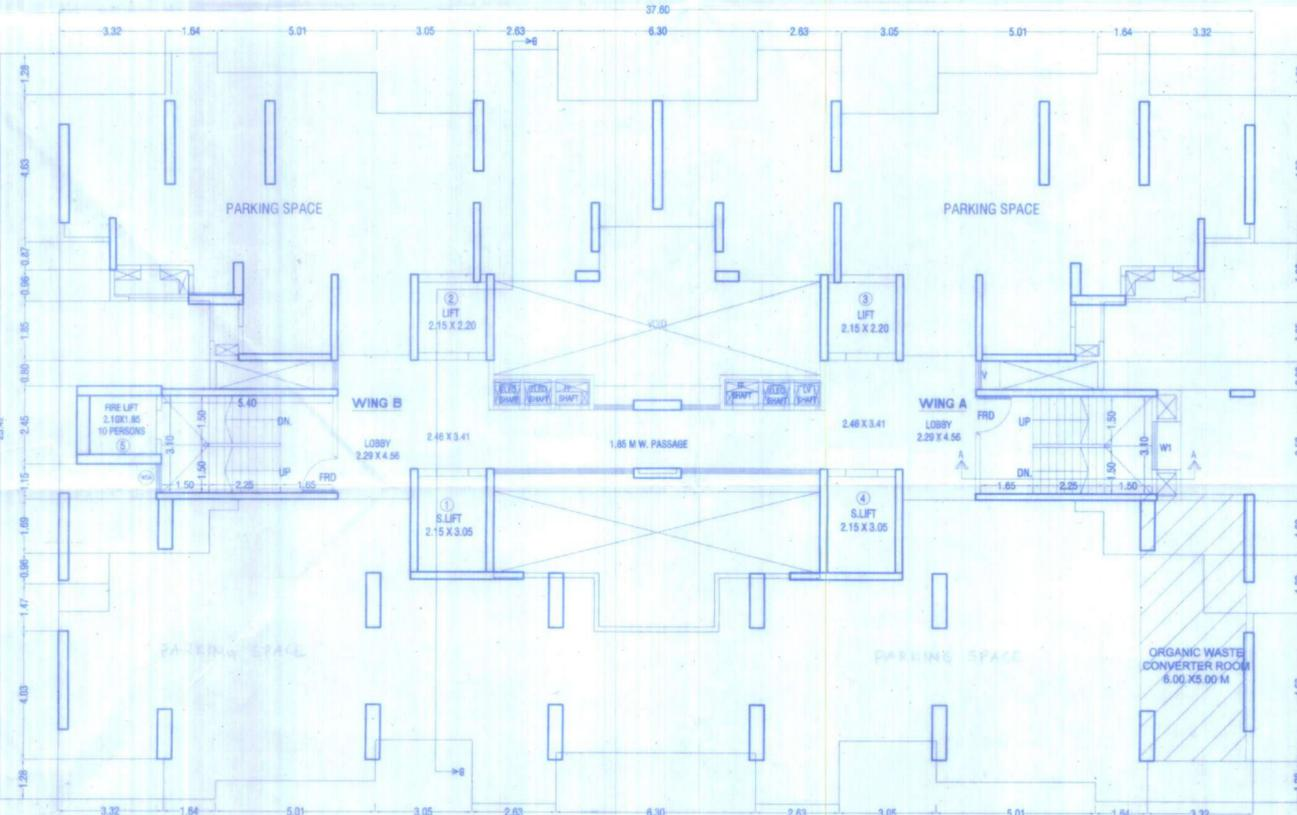 37.60
3.32 1.64 5.01 3.05 2.63 6.30 2.63 3.05 5.01 1.64 3.32
B
1.28
4.63
0.87
0.96
1.85
0.80
2.45
1.15
1.69
0.96
1.47
4.03
1.28
PARKING SPACE
PARKING SPACE
2
LIFT
2.15 X 2.20
VOID
3
LIFT
2.15 X 2.20
ELEC.
SHAFT
SHAFT
SHAFT
SHAFT
SHAFT
SHAFT
FIRE LIFT
2.10X1.85
10 PERSONS
5
5.40
DN.
1.50
3.10
1.50
UP
FRD
1.50 2.25 1.65
WING B
LOBBY
2.29 X 4.56
2.46 X 3.41
1.85 M W. PASSAGE
2.46 X 3.41
WING A
LOBBY
2.29 X 4.56
V
FRD
UP
DN.
1.50
3.10
1.50
W1
A
A
1.65 2.25 1.50
1
S.LIFT
2.15 X 3.05
4
S.LIFT
2.15 X 3.05
PARKING SPACE
PARKING SPACE
ORGANIC WASTE
CONVERTER ROOM
6.00 X5.00 M
B
3.32 1.64 5.01 3.05 2.63 6.30 2.63 3.05 5.01 1.64 3.32